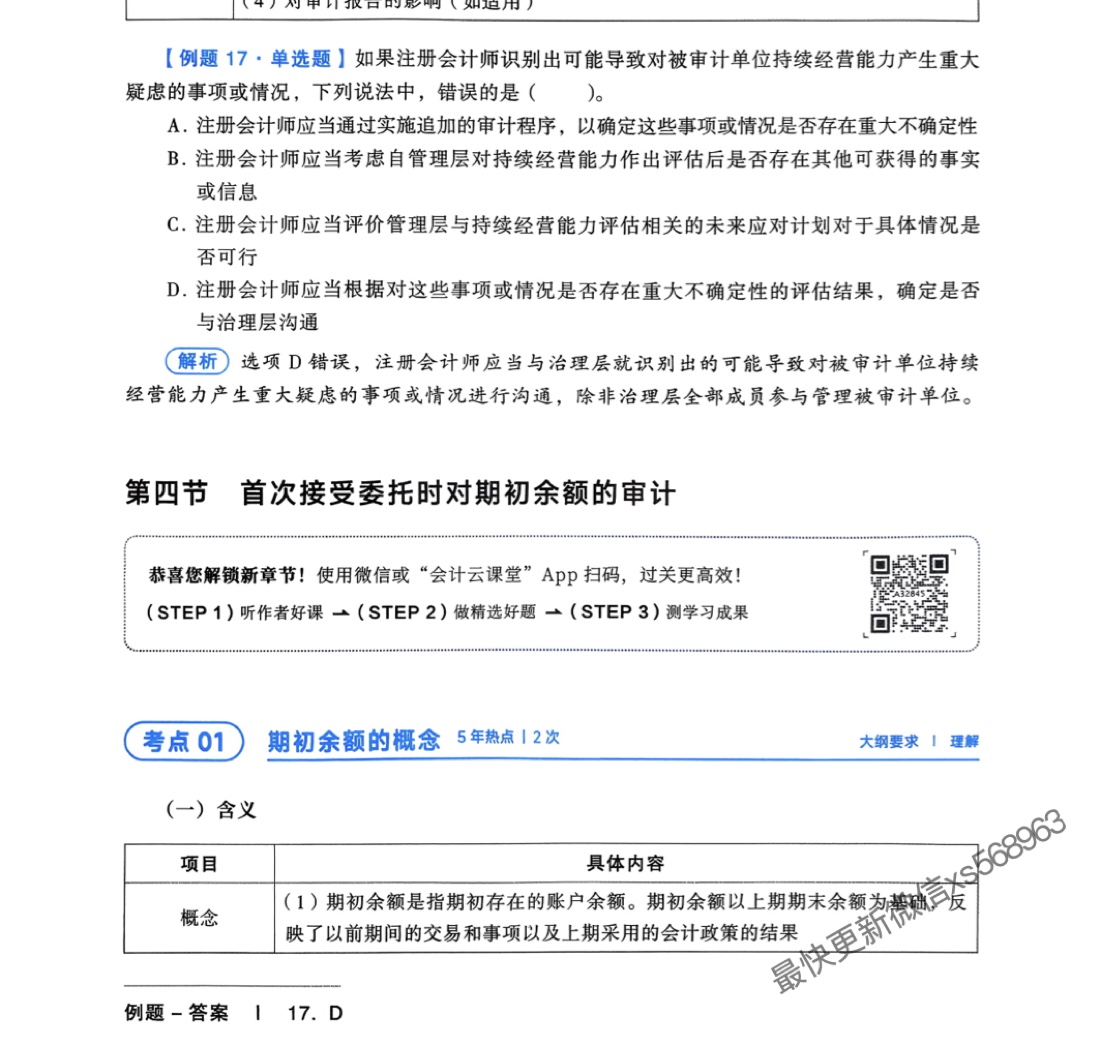 （4）对审计报告的影响（如适用）
【例题 17·单选题】如果注册会计师识别出可能导致对被审计单位持续经营能力产生重大
疑虑的事项或情况，下列说法中，错误的是（　　）。
A. 注册会计师应当通过实施追加的审计程序，以确定这些事项或情况是否存在重大不确定性
B. 注册会计师应当考虑自管理层对持续经营能力作出评估后是否存在其他可获得的事实
或信息
C. 注册会计师应当评价管理层与持续经营能力评估相关的未来应对计划对于具体情况是
否可行
D. 注册会计师应当根据对这些事项或情况是否存在重大不确定性的评估结果，确定是否
与治理层沟通
解析 选项 D 错误，注册会计师应当与治理层就识别出的可能导致对被审计单位持续
经营能力产生重大疑虑的事项或情况进行沟通，除非治理层全部成员参与管理被审计单位。
第四节　首次接受委托时对期初余额的审计
恭喜您解锁新章节！使用微信或“会计云课堂”App 扫码，过关更高效！
（STEP 1）听作者好课 → （STEP 2）做精选好题 → （STEP 3）测学习成果
A32845
考点 01 期初余额的概念 5 年热点 | 2 次 大纲要求 | 理解
（一）含义
项目 具体内容
概念 （1）期初余额是指期初存在的账户余额。期初余额以上期期末余额为基础，反
映了以前期间的交易和事项以及上期采用的会计政策的结果
最快更新微信xs568963
例题 – 答案 | 17. D